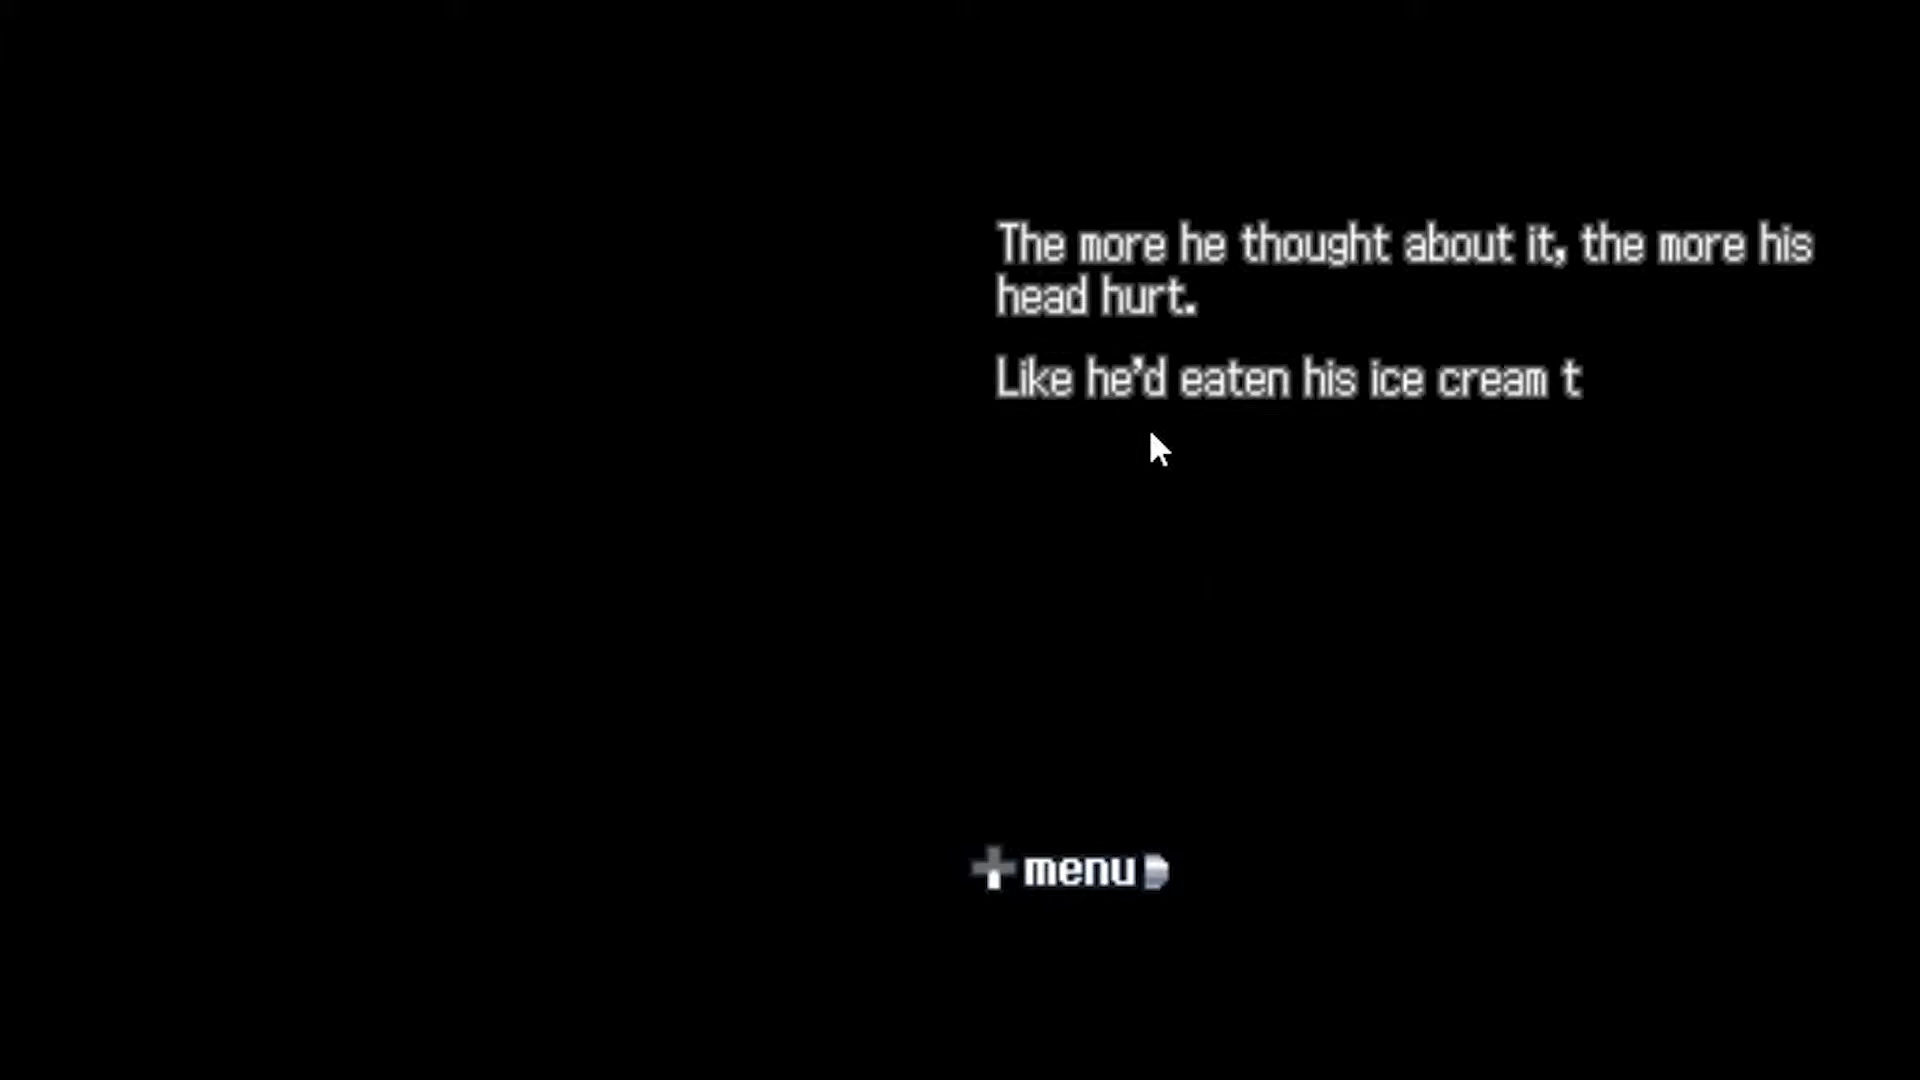 The more he thought about it, the more his
head hurt.
Like he'd eaten his ice cream t
menu